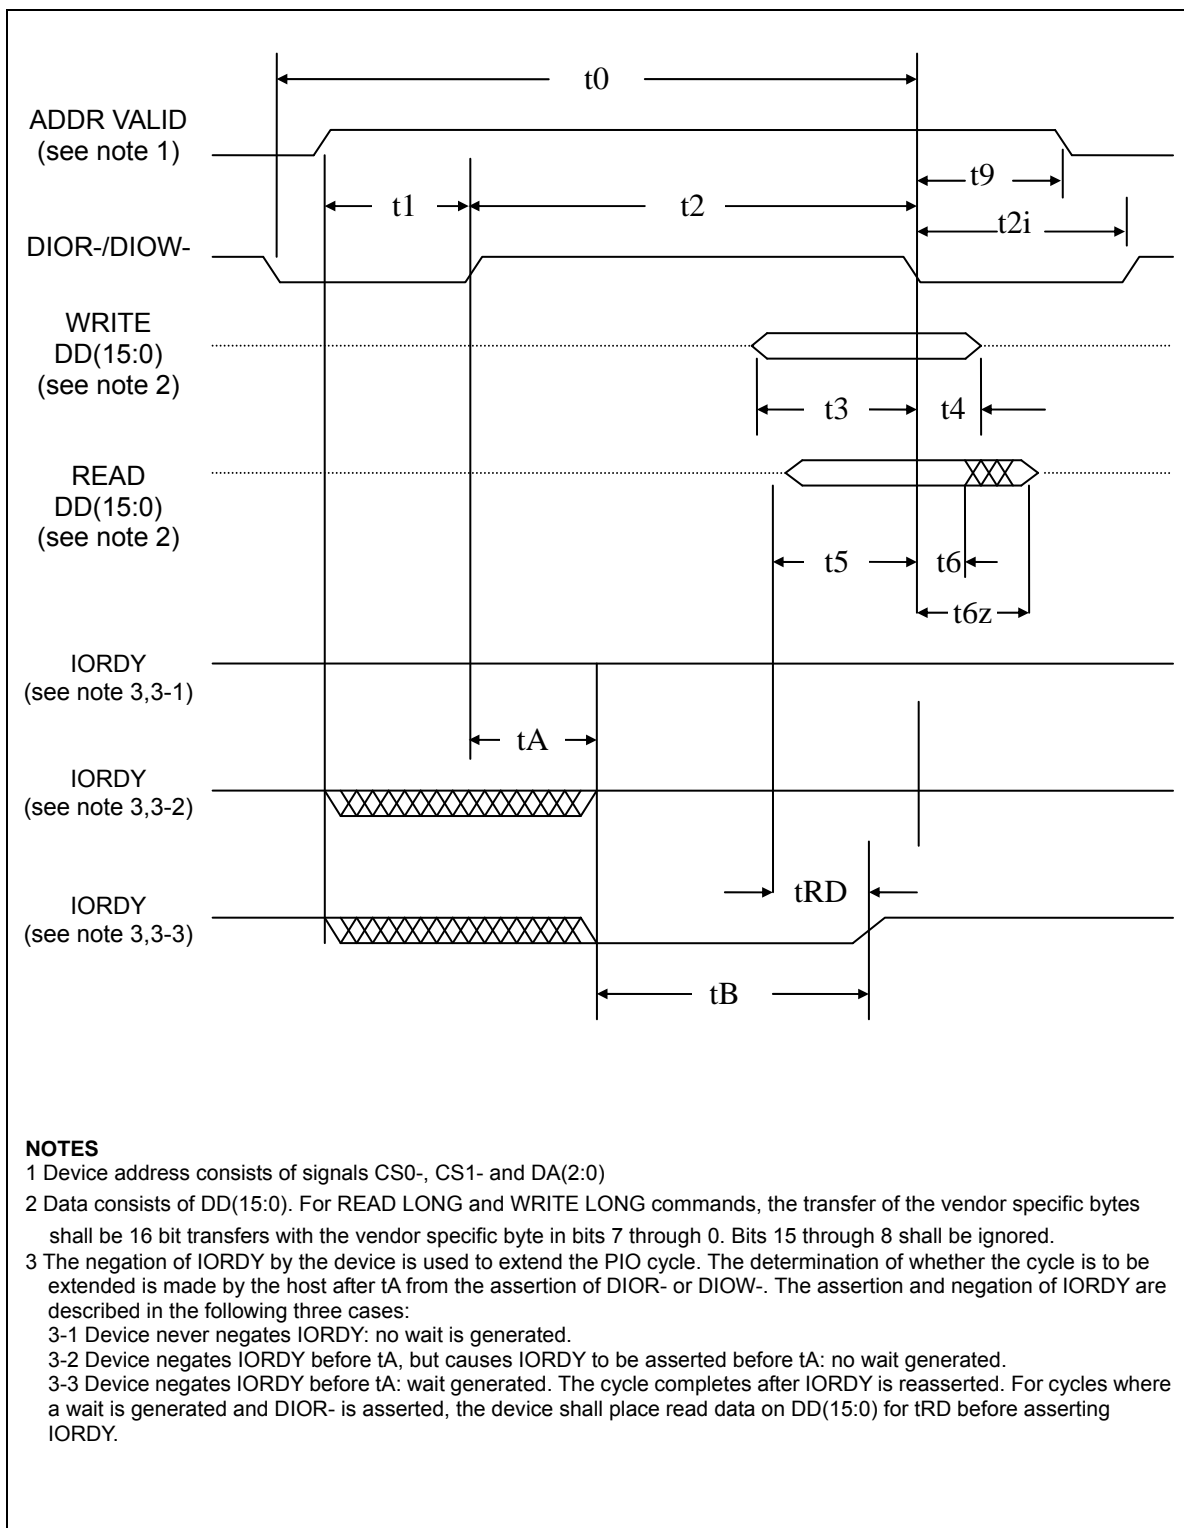 t0
ADDR VALID
(see note 1)
t9
t1
t2
t2i
DIOR-/DIOW-
WRITE
DD(15:0)
(see note 2)
t3
t4
READ
DD(15:0)
(see note 2)
t5
t6
t6z
IORDY
(see note 3,3-1)
tA
IORDY
(see note 3,3-2)
tRD
IORDY
(see note 3,3-3)
tB
NOTES
1 Device address consists of signals CS0-, CS1- and DA(2:0)
2 Data consists of DD(15:0). For READ LONG and WRITE LONG commands, the transfer of the vendor specific bytes
shall be 16 bit transfers with the vendor specific byte in bits 7 through 0. Bits 15 through 8 shall be ignored.
3 The negation of IORDY by the device is used to extend the PIO cycle. The determination of whether the cycle is to be
extended is made by the host after tA from the assertion of DIOR- or DIOW-. The assertion and negation of IORDY are
described in the following three cases:
3-1 Device never negates IORDY: no wait is generated.
3-2 Device negates IORDY before tA, but causes IORDY to be asserted before tA: no wait generated.
3-3 Device negates IORDY before tA: wait generated. The cycle completes after IORDY is reasserted. For cycles where
a wait is generated and DIOR- is asserted, the device shall place read data on DD(15:0) for tRD before asserting
IORDY.